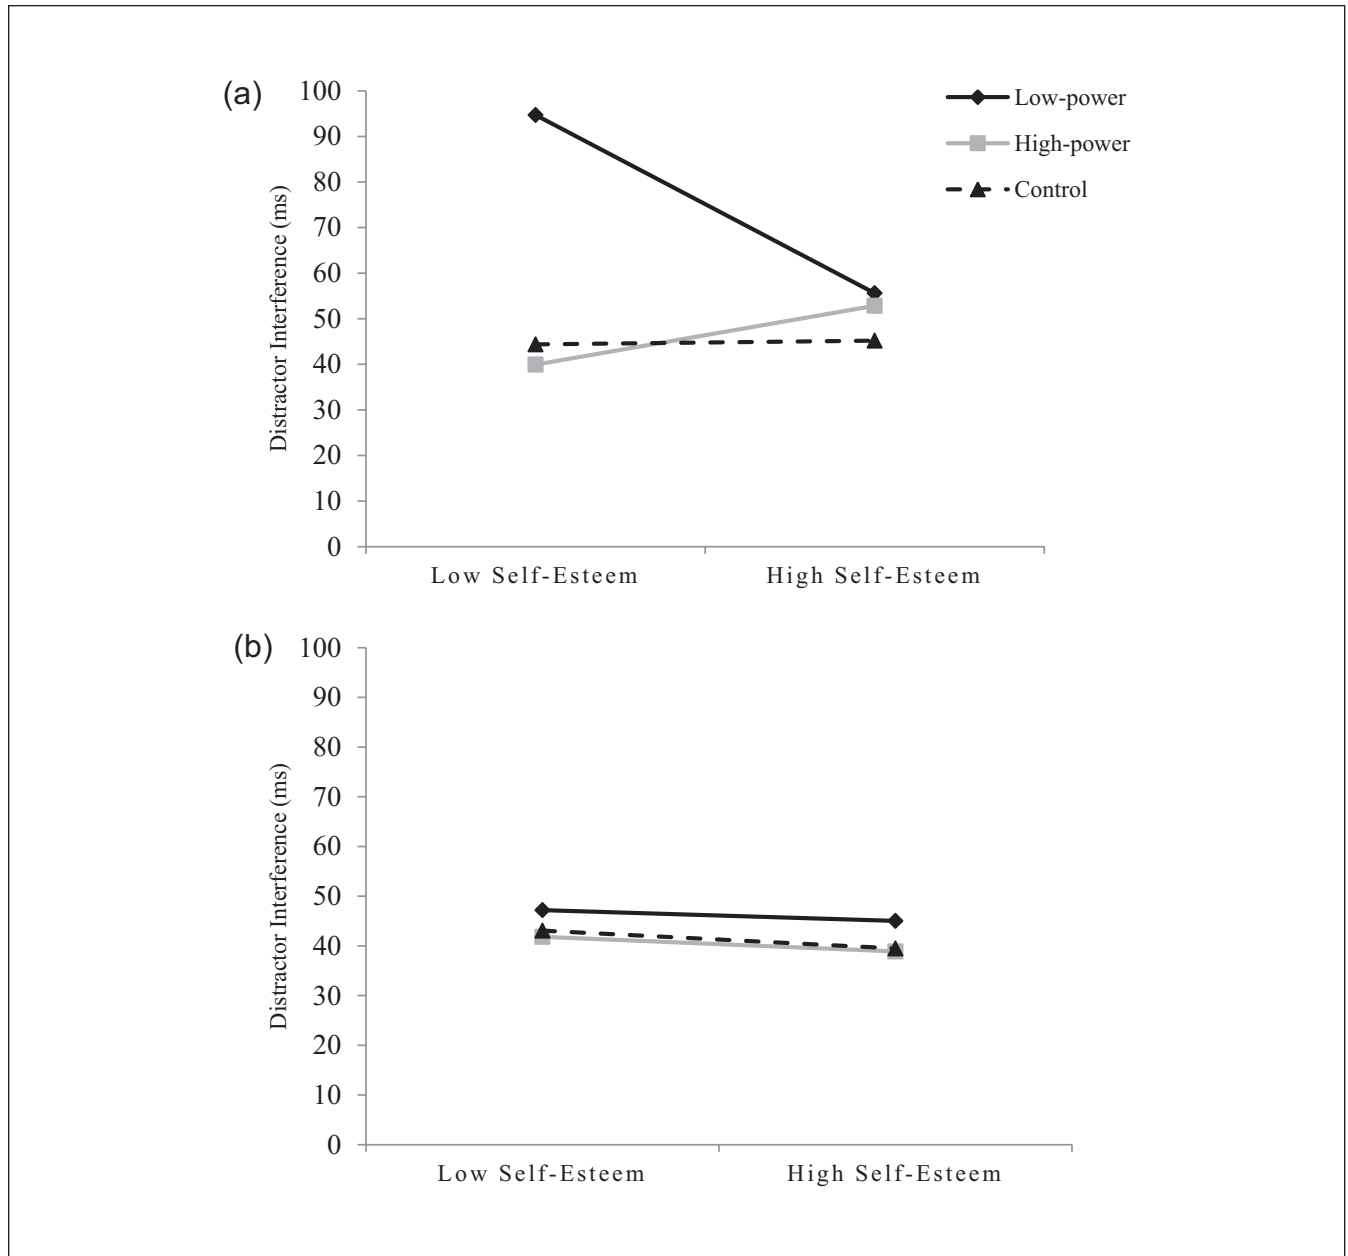 (a)
100
90
80
70
60
50
40
30
20
10
0
Distractor Interference (ms)
Low Self-Esteem High Self-Esteem
Low-power
High-power
Control
(b)
100
90
80
70
60
50
40
30
20
10
0
Distractor Interference (ms)
Low Self-Esteem High Self-Esteem